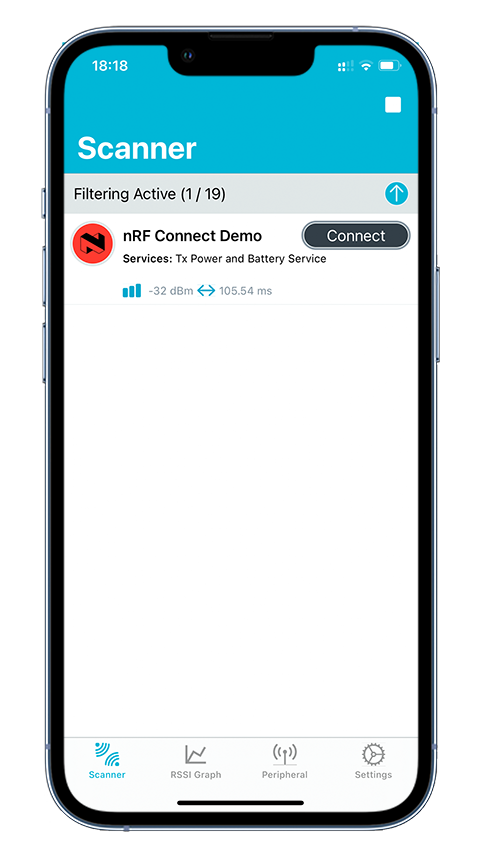 18:18
Scanner
Filtering Active (1 / 19)
nRF Connect Demo
Connect
Services: Tx Power and Battery Service
-32 dBm
105.54 ms
Scanner
RSSI Graph
Peripheral
Settings